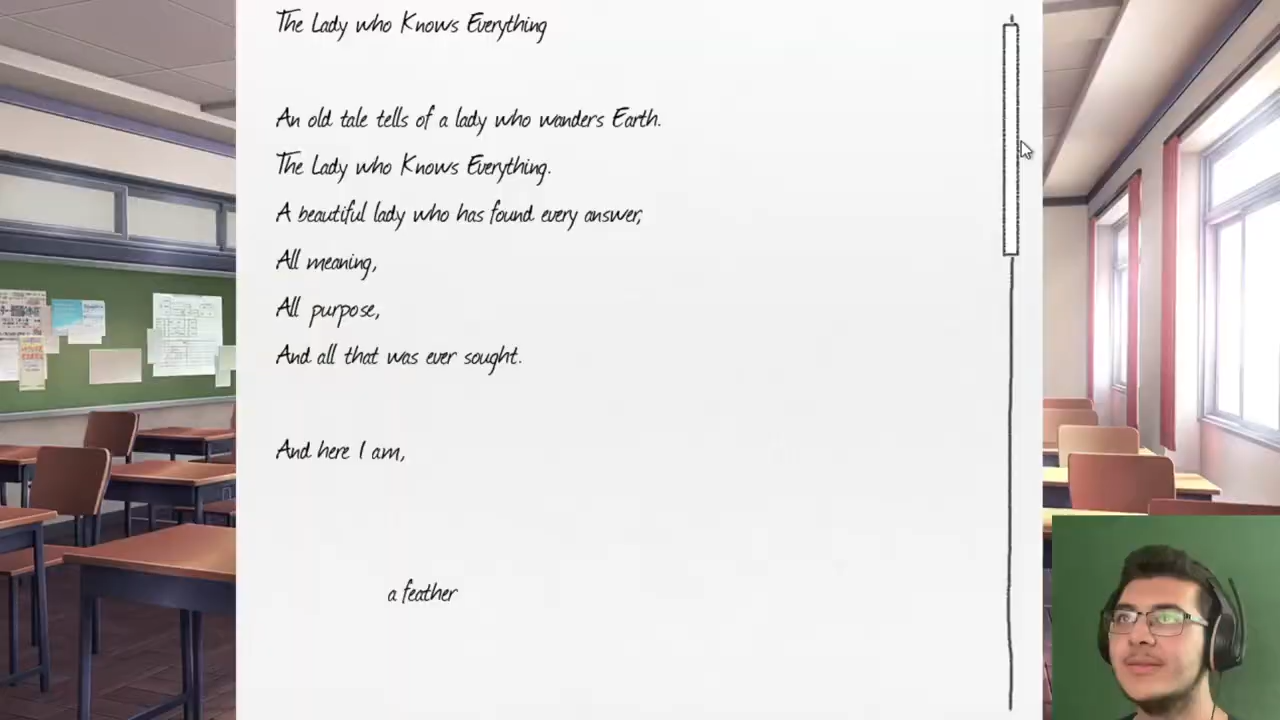 The Lady who Knows Everything
An old tale tells of a lady who wanders Earth.
The Lady who Knows Everything.
A beautiful lady who has found every answer,
All meaning,
All purpose,
And all that was ever sought.
And here I am,
a feather